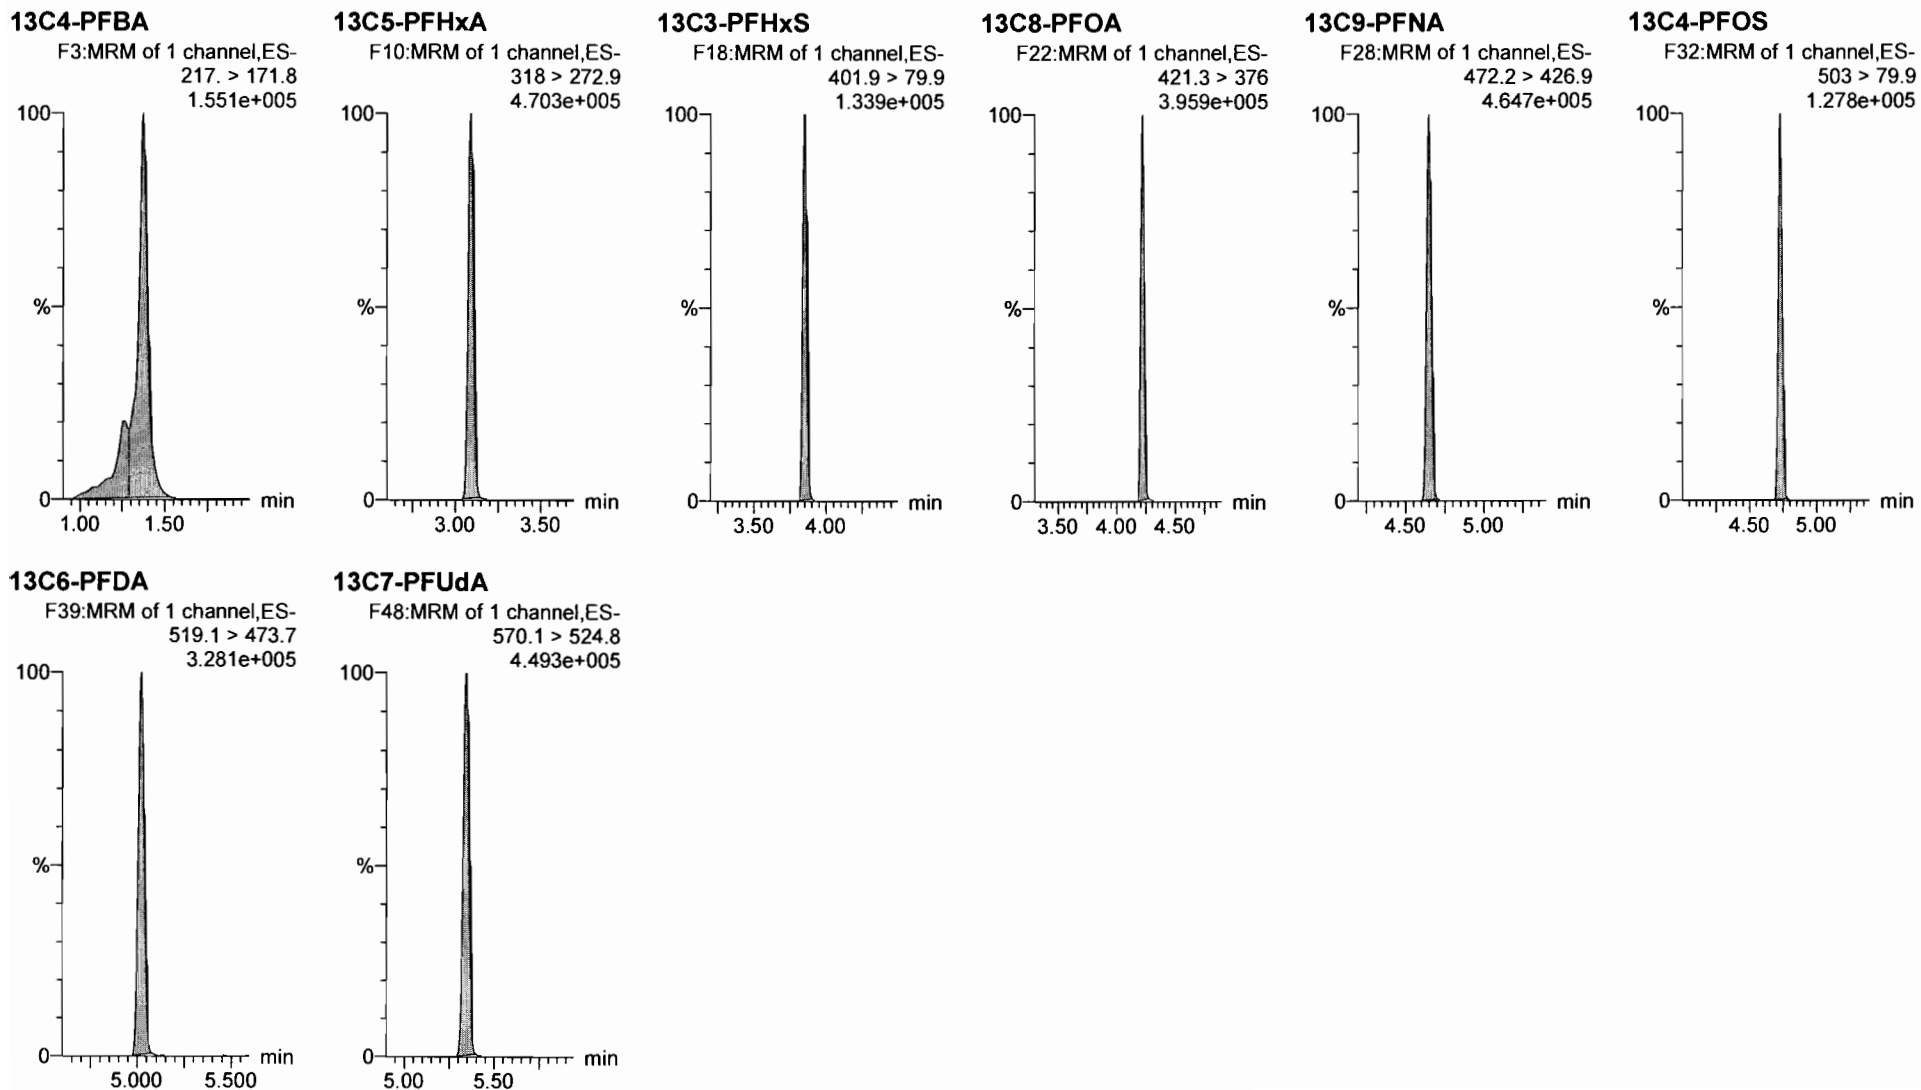 13C4-PFBA
F3:MRM of 1 channel,ES-
217. > 171.8
1.551e+005
100
%
0
min
1.00 1.50
13C5-PFHxA
F10:MRM of 1 channel,ES-
318 > 272.9
4.703e+005
100
%
0
min
3.00 3.50
13C3-PFHxS
F18:MRM of 1 channel,ES-
401.9 > 79.9
1.339e+005
100
%
0
min
3.50 4.00
13C8-PFOA
F22:MRM of 1 channel,ES-
421.3 > 376
3.959e+005
100
%
0
min
3.50 4.00 4.50
13C9-PFNA
F28:MRM of 1 channel,ES-
472.2 > 426.9
4.647e+005
100
%
0
min
4.50 5.00
13C4-PFOS
F32:MRM of 1 channel,ES-
503 > 79.9
1.278e+005
100
%
0
min
4.50 5.00
13C6-PFDA
F39:MRM of 1 channel,ES-
519.1 > 473.7
3.281e+005
100
%
0
min
5.000 5.500
13C7-PFUdA
F48:MRM of 1 channel,ES-
570.1 > 524.8
4.493e+005
100
%
0
min
5.00 5.50